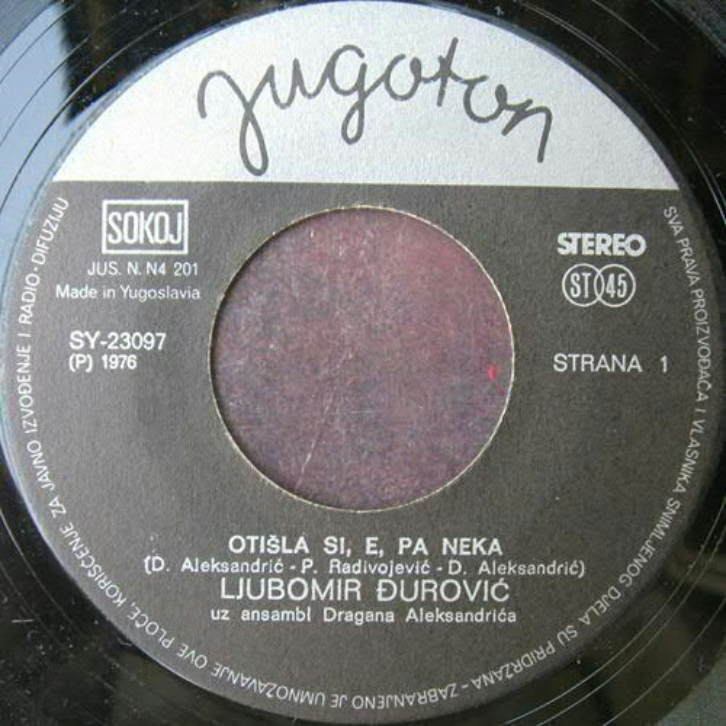 jugoton
SOKOJ
JUS. N. N4 201
Made in Yugoslavia
SY-23097
(P) 1976
STEREO
ST 45
STRANA 1
OTIŠLA SI, E, PA NEKA
(D. Aleksandrić - P. Radivojević - D. Aleksandrić)
LJUBOMIR ĐUROVIĆ
uz ansambl Dragana Aleksandrića
SVA PRAVA PROIZVOĐAČA I VLASNIKA SNIMLJENOG DJELA SU PRIDRŽANA - ZABRANJENO JE UMNOŽAVANJE OVE PLOČE, KORIŠĆENJE ZA JAVNO IZVOĐENJE I RADIO-DIFUZIJU